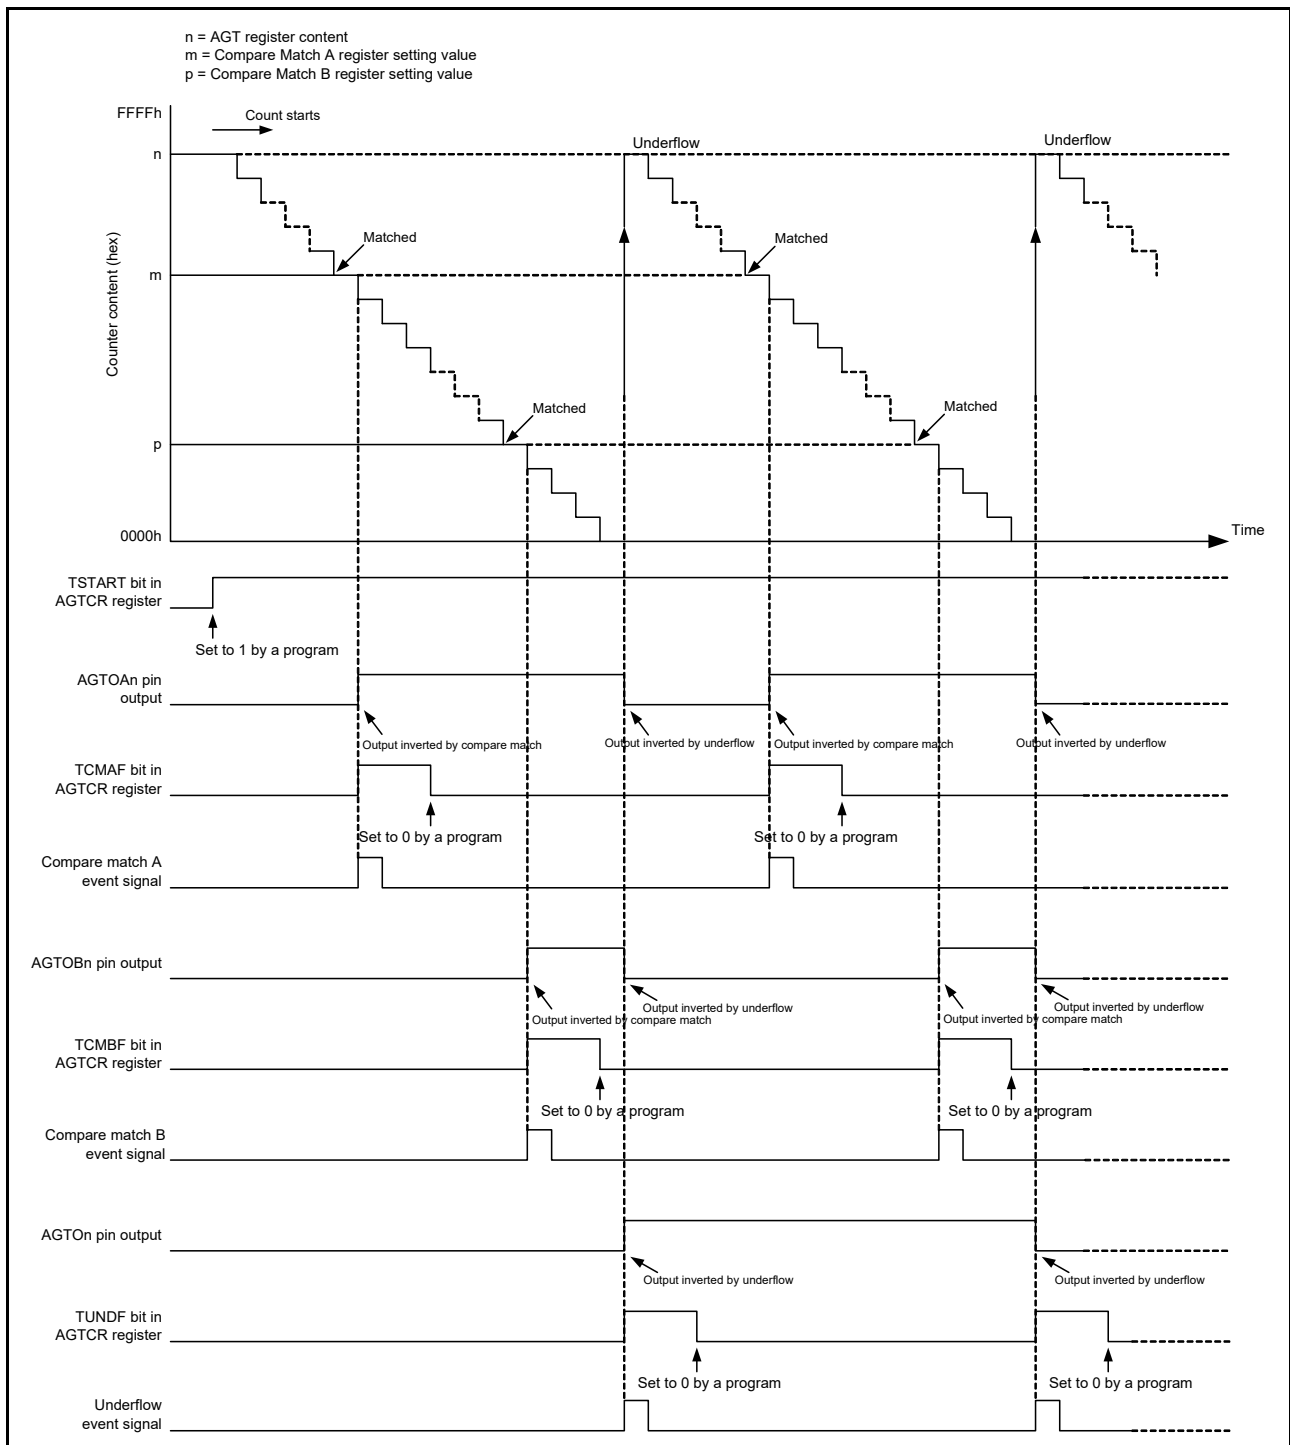 n = AGT register content
m = Compare Match A register setting value
p = Compare Match B register setting value
FFFFh
Count starts
n
Underflow
Underflow
Matched
Matched
m
Counter content (hex)
Matched
Matched
p
0000h
Time
TSTART bit in
AGTCR register
Set to 1 by a program
AGTOAn pin
output
Output inverted by compare match
Output inverted by underflow
Output inverted by compare match
Output inverted by underflow
TCMAF bit in
AGTCR register
Set to 0 by a program
Set to 0 by a program
Compare match A
event signal
AGTOBn pin output
Output inverted by underflow
Output inverted by underflow
Output inverted by compare match
Output inverted by compare match
TCMBF bit in
AGTCR register
Set to 0 by a program
Set to 0 by a program
Compare match B
event signal
AGTOn pin output
Output inverted by underflow
Output inverted by underflow
TUNDF bit in
AGTCR register
Set to 0 by a program
Set to 0 by a program
Underflow
event signal